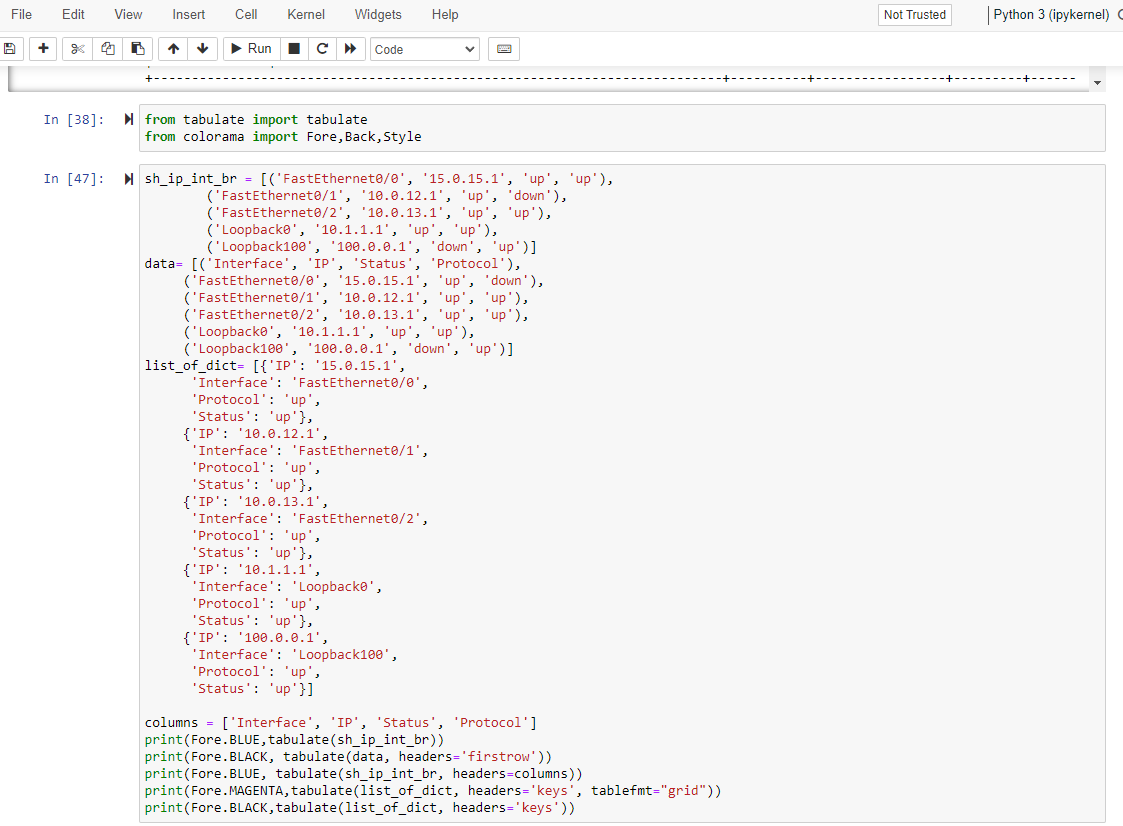 File Edit View Insert Cell Kernel Widgets Help Not Trusted Python 3 (ipykernel)
Run Code
+--------------------------------------------------------------------------+----------+-----------------+---------+------
In [38]: from tabulate import tabulate
from colorama import Fore,Back,Style
In [47]: sh_ip_int_br = [('FastEthernet0/0', '15.0.15.1', 'up', 'up'),
('FastEthernet0/1', '10.0.12.1', 'up', 'down'),
('FastEthernet0/2', '10.0.13.1', 'up', 'up'),
('Loopback0', '10.1.1.1', 'up', 'up'),
('Loopback100', '100.0.0.1', 'down', 'up')]
data= [('Interface', 'IP', 'Status', 'Protocol'),
('FastEthernet0/0', '15.0.15.1', 'up', 'down'),
('FastEthernet0/1', '10.0.12.1', 'up', 'up'),
('FastEthernet0/2', '10.0.13.1', 'up', 'up'),
('Loopback0', '10.1.1.1', 'up', 'up'),
('Loopback100', '100.0.0.1', 'down', 'up')]
list_of_dict= [{'IP': '15.0.15.1',
'Interface': 'FastEthernet0/0',
'Protocol': 'up',
'Status': 'up'},
{'IP': '10.0.12.1',
'Interface': 'FastEthernet0/1',
'Protocol': 'up',
'Status': 'up'},
{'IP': '10.0.13.1',
'Interface': 'FastEthernet0/2',
'Protocol': 'up',
'Status': 'up'},
{'IP': '10.1.1.1',
'Interface': 'Loopback0',
'Protocol': 'up',
'Status': 'up'},
{'IP': '100.0.0.1',
'Interface': 'Loopback100',
'Protocol': 'up',
'Status': 'up'}]
columns = ['Interface', 'IP', 'Status', 'Protocol']
print(Fore.BLUE,tabulate(sh_ip_int_br))
print(Fore.BLACK, tabulate(data, headers='firstrow'))
print(Fore.BLUE, tabulate(sh_ip_int_br, headers=columns))
print(Fore.MAGENTA,tabulate(list_of_dict, headers='keys', tablefmt="grid"))
print(Fore.BLACK,tabulate(list_of_dict, headers='keys'))